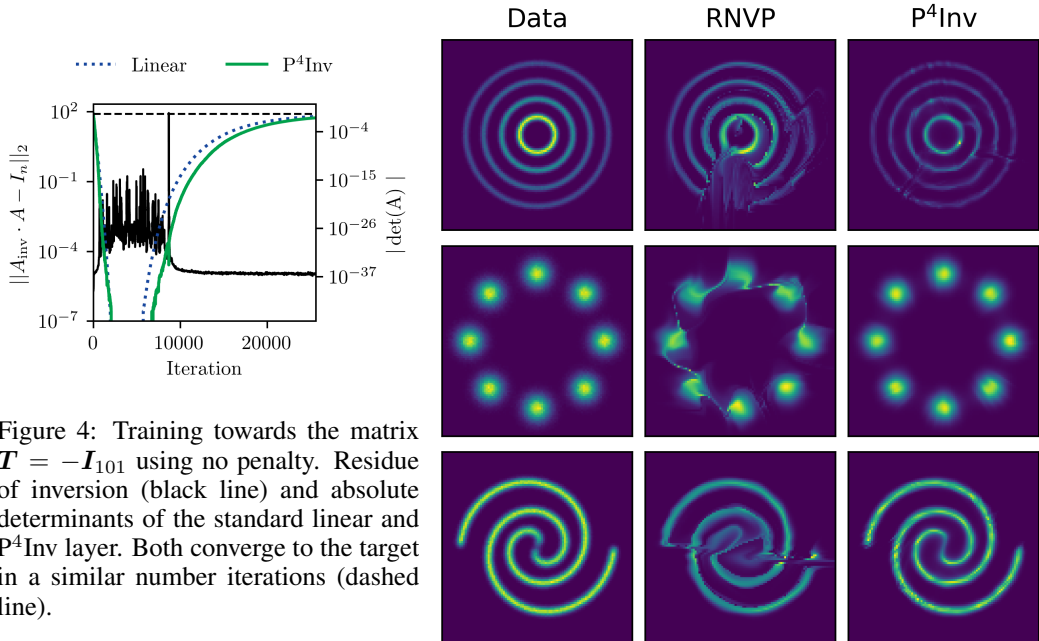 Linear
P⁴Inv
10²
10⁻¹
10⁻⁴
10⁻⁷
||A_inv · A − I_n||₂
10⁻⁴
10⁻¹⁵
10⁻²⁶
10⁻³⁷
| det(A) |
0
10000
20000
Iteration
Figure 4: Training towards the matrix
T = −I₁₀₁ using no penalty. Residue
of inversion (black line) and absolute
determinants of the standard linear and
P⁴Inv layer. Both converge to the target
in a similar number iterations (dashed
line).
Data
RNVP
P⁴Inv